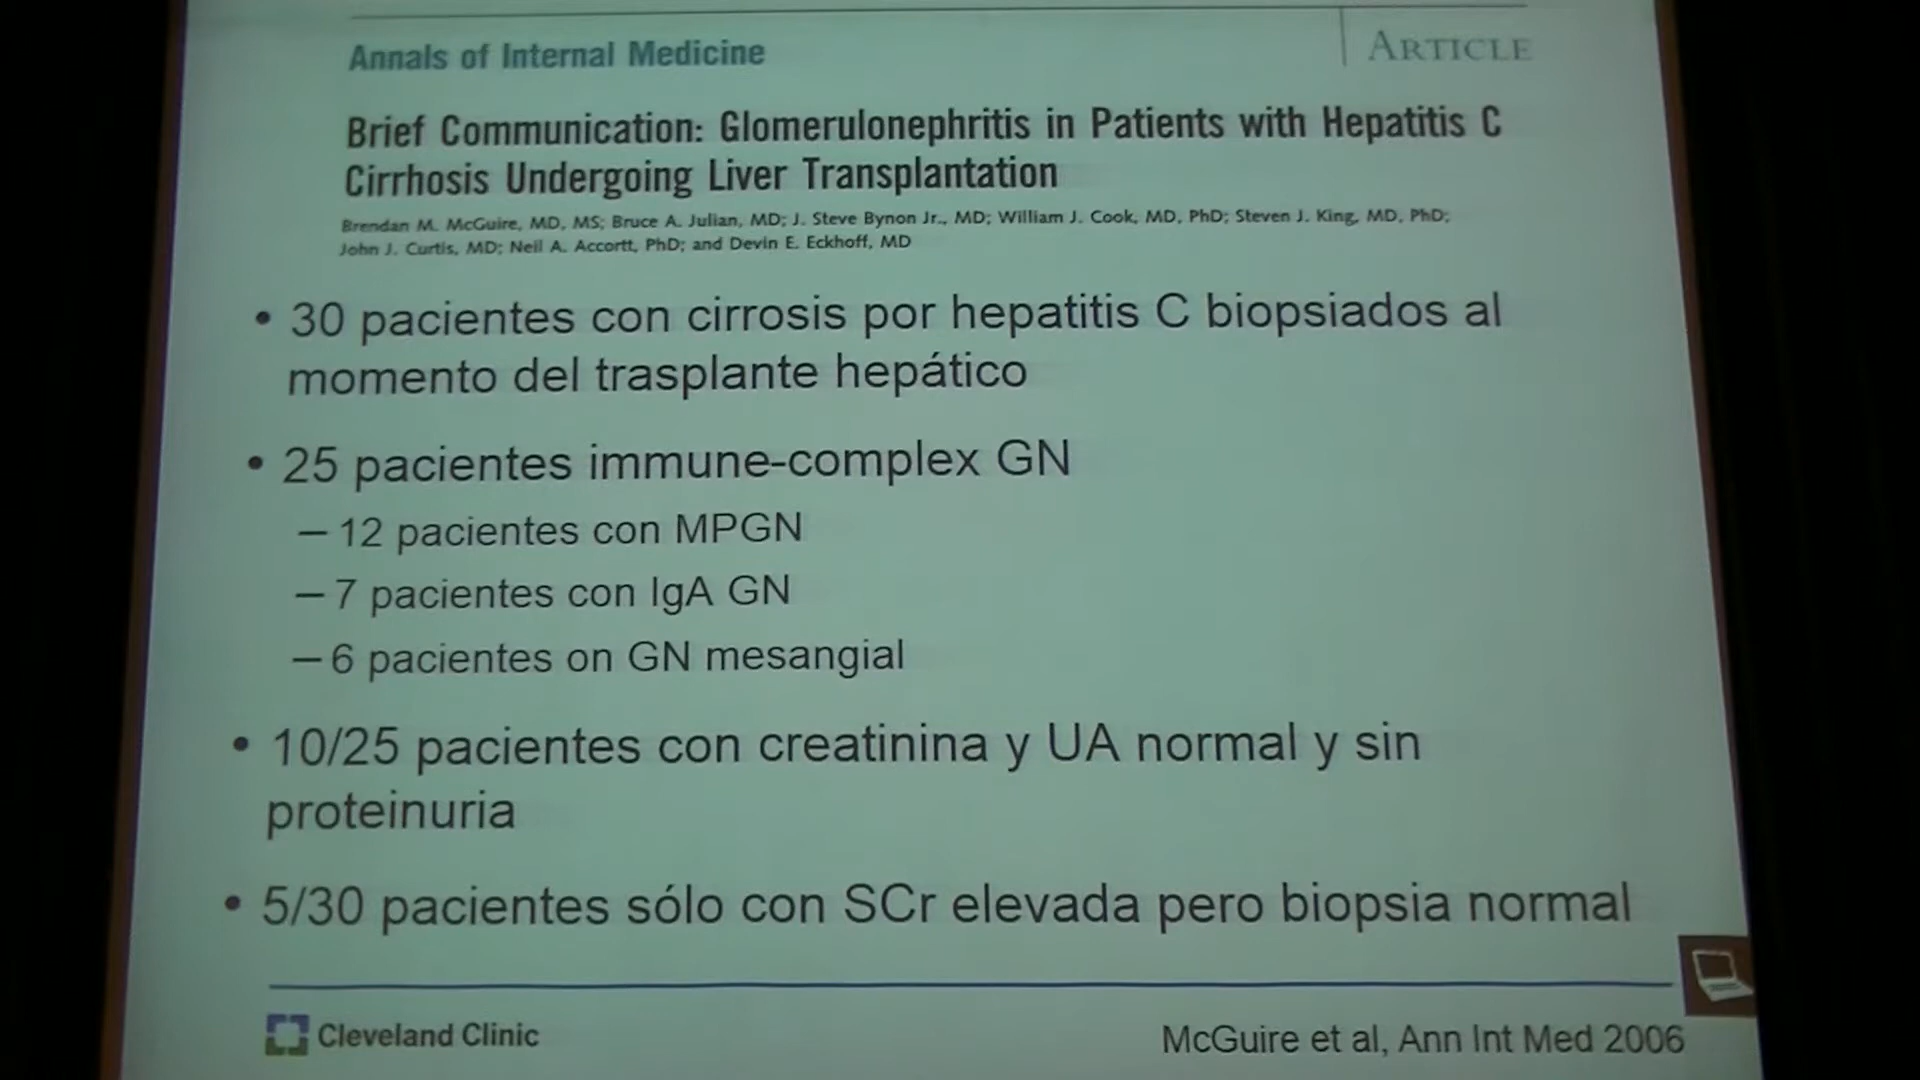 Annals of Internal Medicine
ARTICLE
Brief Communication: Glomerulonephritis in Patients with Hepatitis C
Cirrhosis Undergoing Liver Transplantation
Brendan M. McGuire, MD, MS; Bruce A. Julian, MD; J. Steve Bynon Jr., MD; William J. Cook, MD, PhD; Steven J. King, MD, PhD;
John J. Curtis, MD; Neil A. Accortt, PhD; and Devin E. Eckhoff, MD
• 30 pacientes con cirrosis por hepatitis C biopsiados al
momento del trasplante hepático
• 25 pacientes immune-complex GN
– 12 pacientes con MPGN
– 7 pacientes con IgA GN
– 6 pacientes on GN mesangial
• 10/25 pacientes con creatinina y UA normal y sin
proteinuria
• 5/30 pacientes sólo con SCr elevada pero biopsia normal
Cleveland Clinic
McGuire et al, Ann Int Med 2006